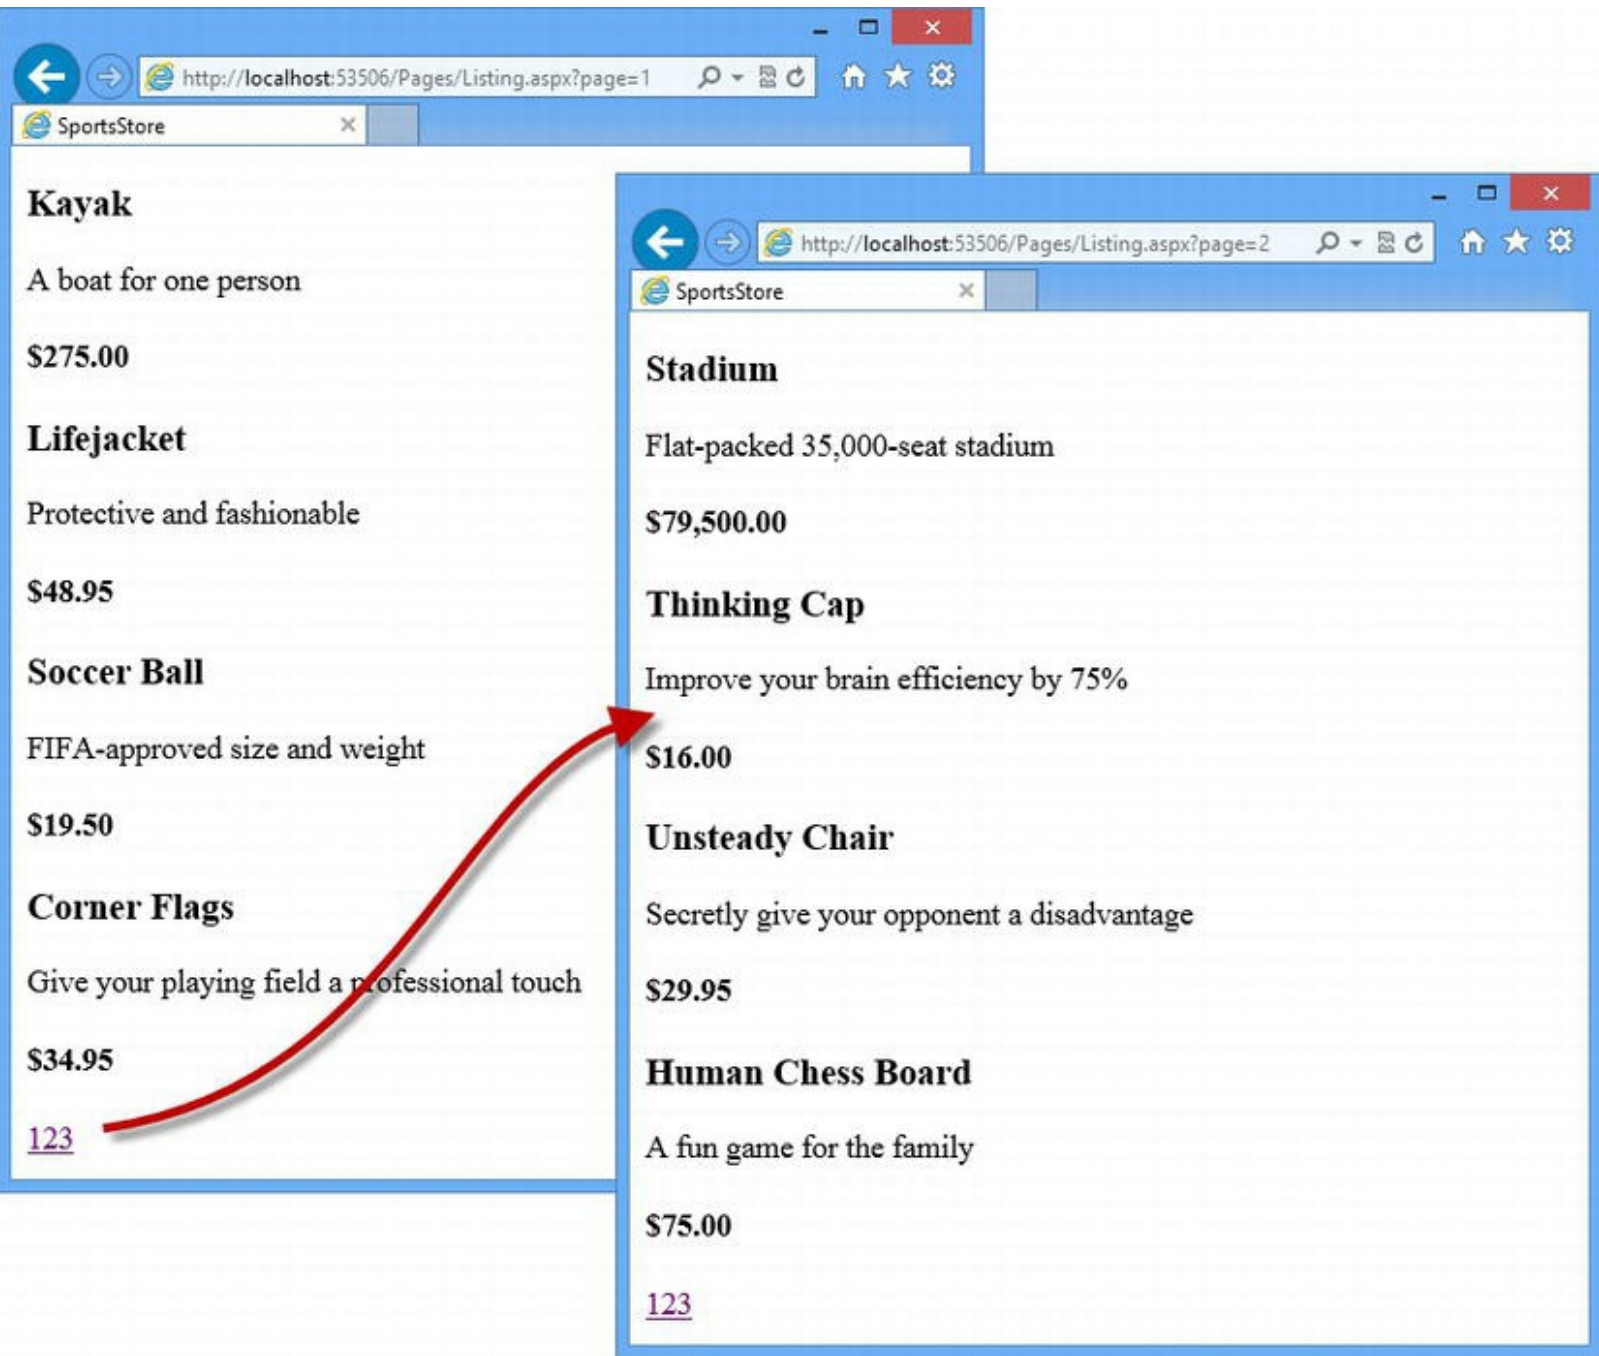 http://localhost:53506/Pages/Listing.aspx?page=1
SportsStore
Kayak
A boat for one person
$275.00
Lifejacket
Protective and fashionable
$48.95
Soccer Ball
FIFA-approved size and weight
$19.50
Corner Flags
Give your playing field a professional touch
$34.95
123
http://localhost:53506/Pages/Listing.aspx?page=2
SportsStore
Stadium
Flat-packed 35,000-seat stadium
$79,500.00
Thinking Cap
Improve your brain efficiency by 75%
$16.00
Unsteady Chair
Secretly give your opponent a disadvantage
$29.95
Human Chess Board
A fun game for the family
$75.00
123